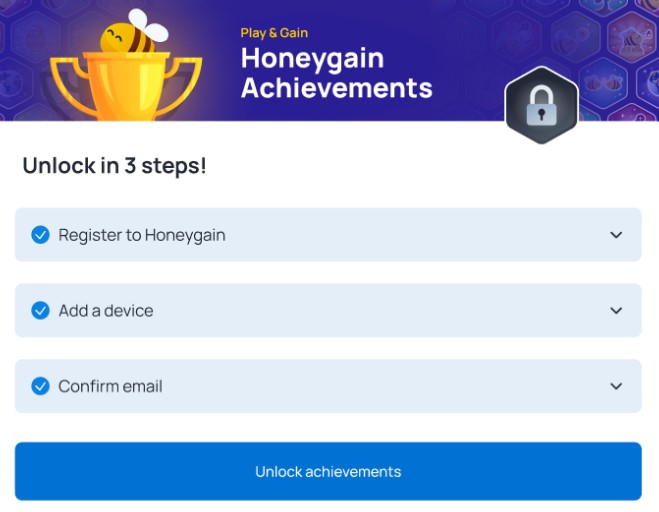 Play & Gain
Honeygain
Achievements
Unlock in 3 steps!
Register to Honeygain
Add a device
Confirm email
Unlock achievements